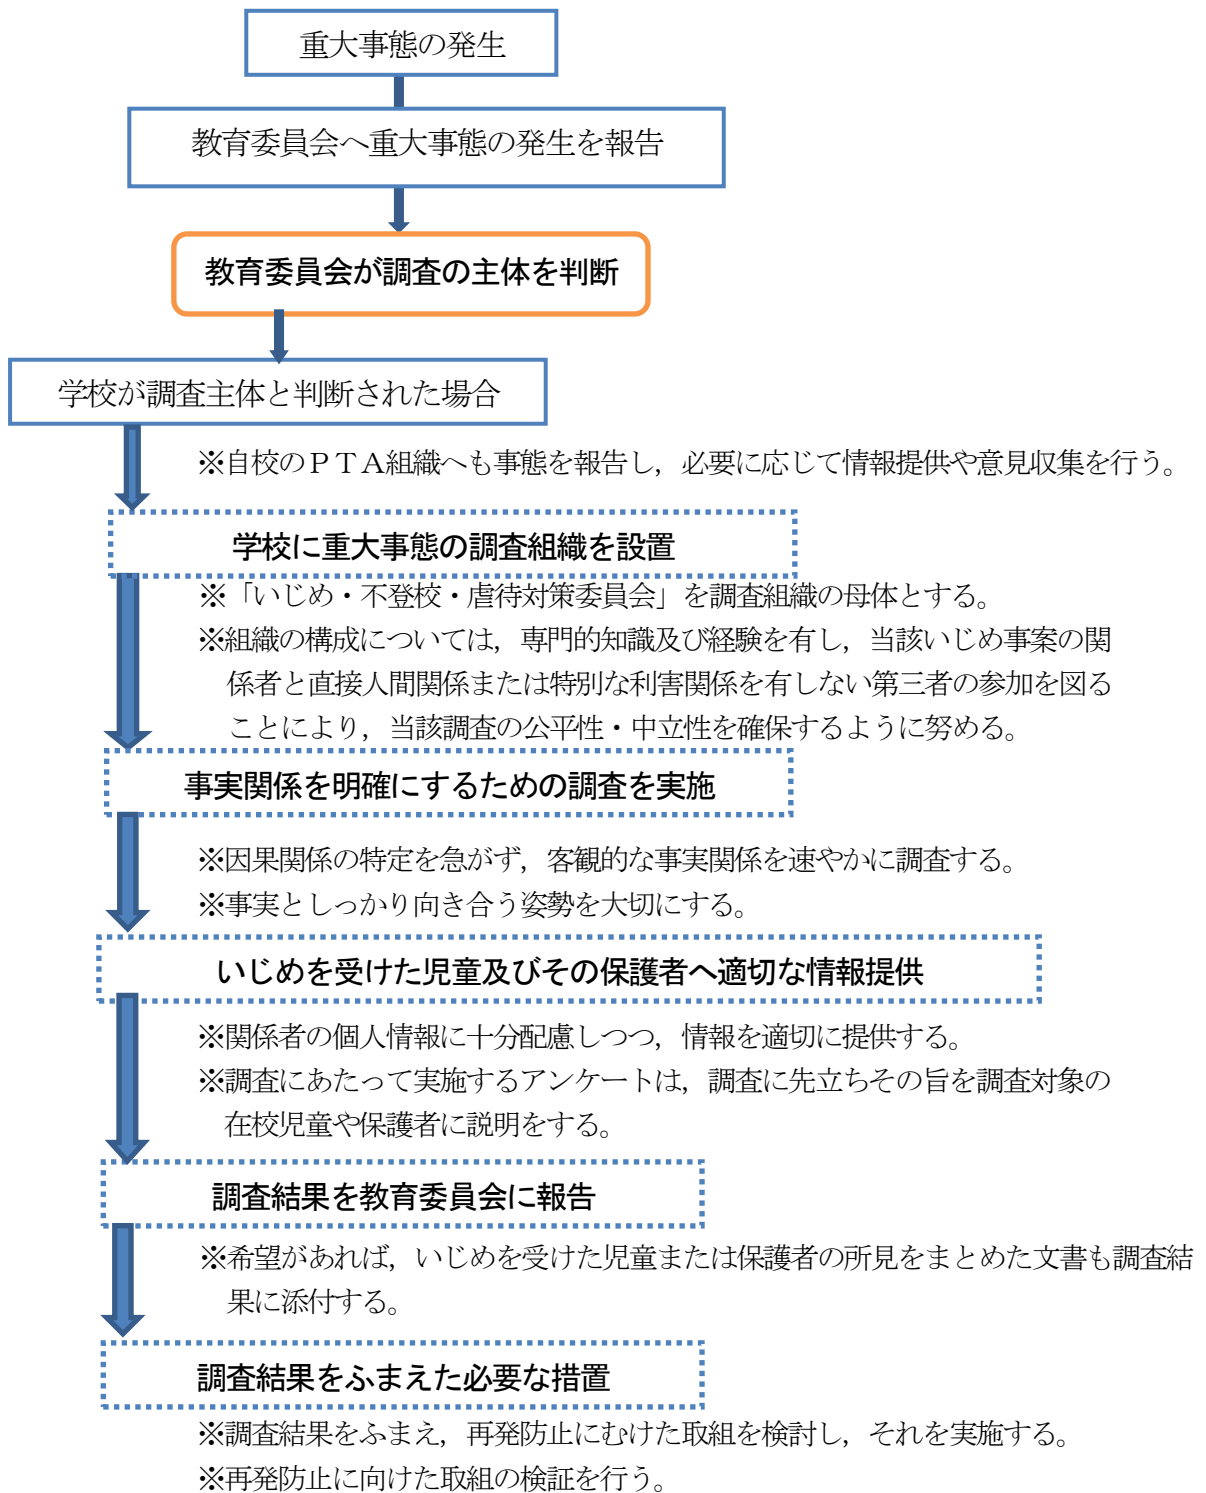 重大事態の発生
教育委員会へ重大事態の発生を報告
教育委員会が調査の主体を判断
学校が調査主体と判断された場合
※自校のＰＴＡ組織へも事態を報告し，必要に応じて情報提供や意見収集を行う。
学校に重大事態の調査組織を設置
※「いじめ・不登校・虐待対策委員会」を調査組織の母体とする。
※組織の構成については，専門的知識及び経験を有し，当該いじめ事案の関
係者と直接人間関係または特別な利害関係を有しない第三者の参加を図る
ことにより，当該調査の公平性・中立性を確保するように努める。
事実関係を明確にするための調査を実施
※因果関係の特定を急がず，客観的な事実関係を速やかに調査する。
※事実としっかり向き合う姿勢を大切にする。
いじめを受けた児童及びその保護者へ適切な情報提供
※関係者の個人情報に十分配慮しつつ，情報を適切に提供する。
※調査にあたって実施するアンケートは，調査に先立ちその旨を調査対象の
在校児童や保護者に説明をする。
調査結果を教育委員会に報告
※希望があれば，いじめを受けた児童または保護者の所見をまとめた文書も調査結
果に添付する。
調査結果をふまえた必要な措置
※調査結果をふまえ，再発防止にむけた取組を検討し，それを実施する。
※再発防止に向けた取組の検証を行う。